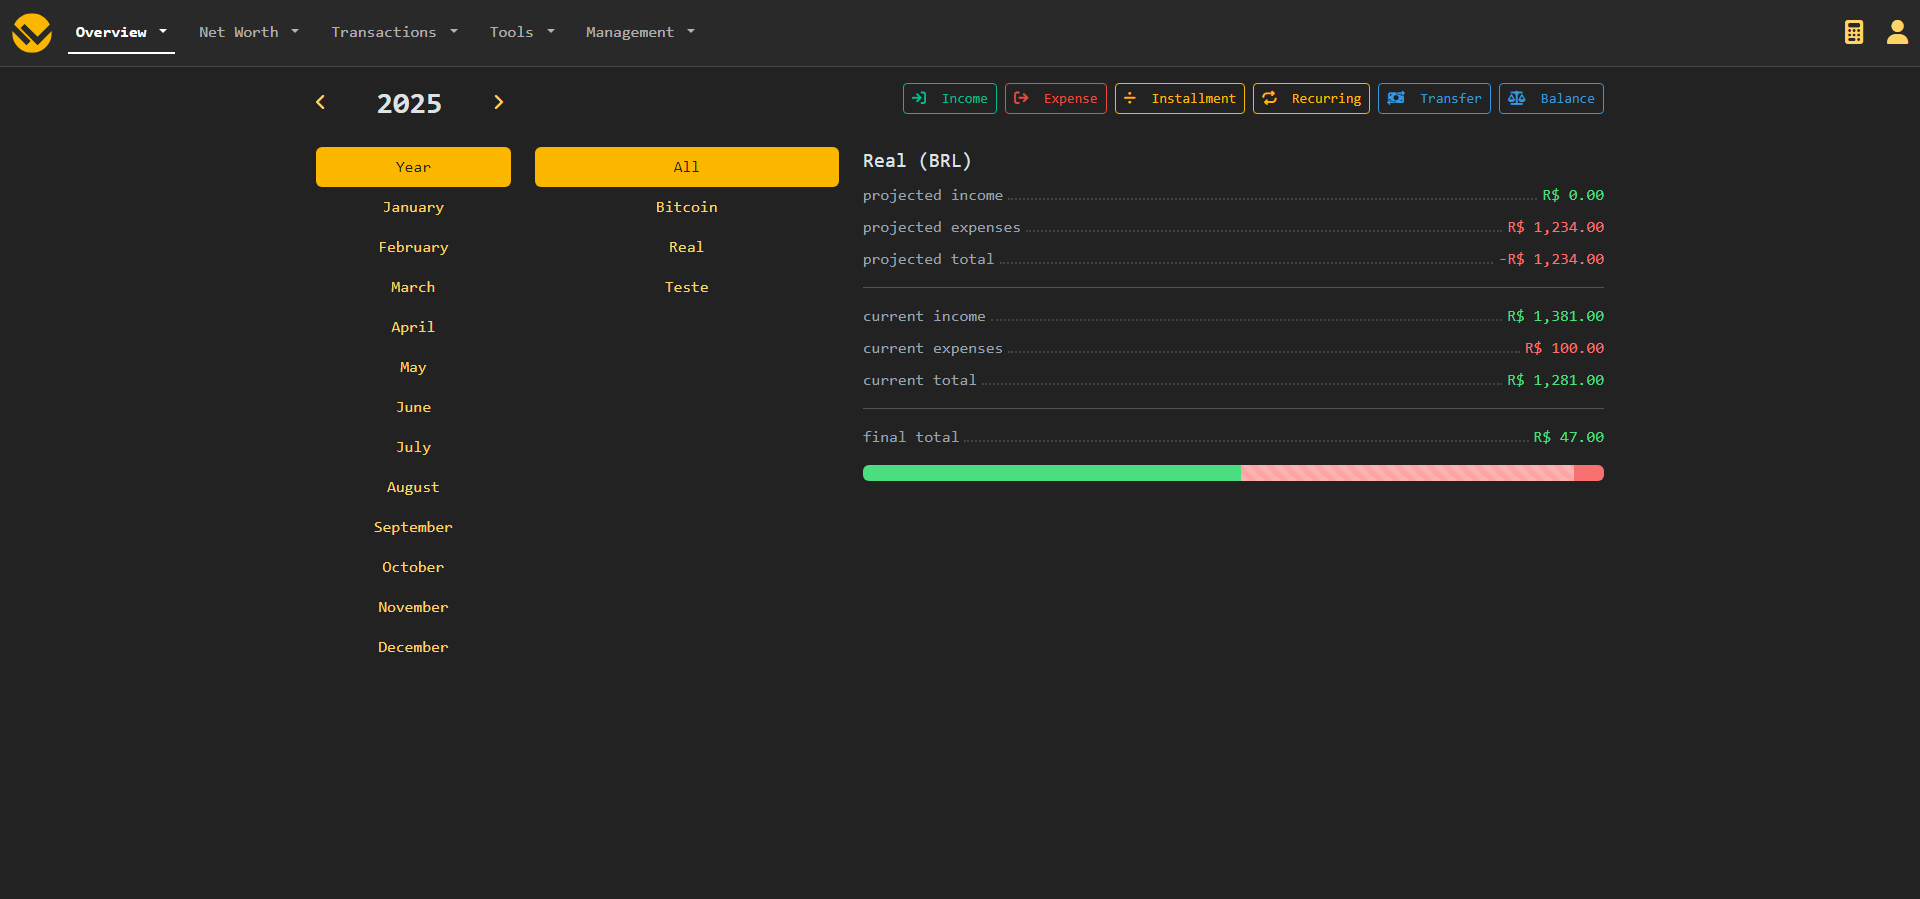 Overview Net Worth Transactions Tools Management
2025
Income Expense Installment Recurring Transfer Balance
Year
January
February
March
April
May
June
July
August
September
October
November
December
All
Bitcoin
Real
Teste
Real (BRL)
projected income R$ 0.00
projected expenses R$ 1,234.00
projected total -R$ 1,234.00
current income R$ 1,381.00
current expenses R$ 100.00
current total R$ 1,281.00
final total R$ 47.00